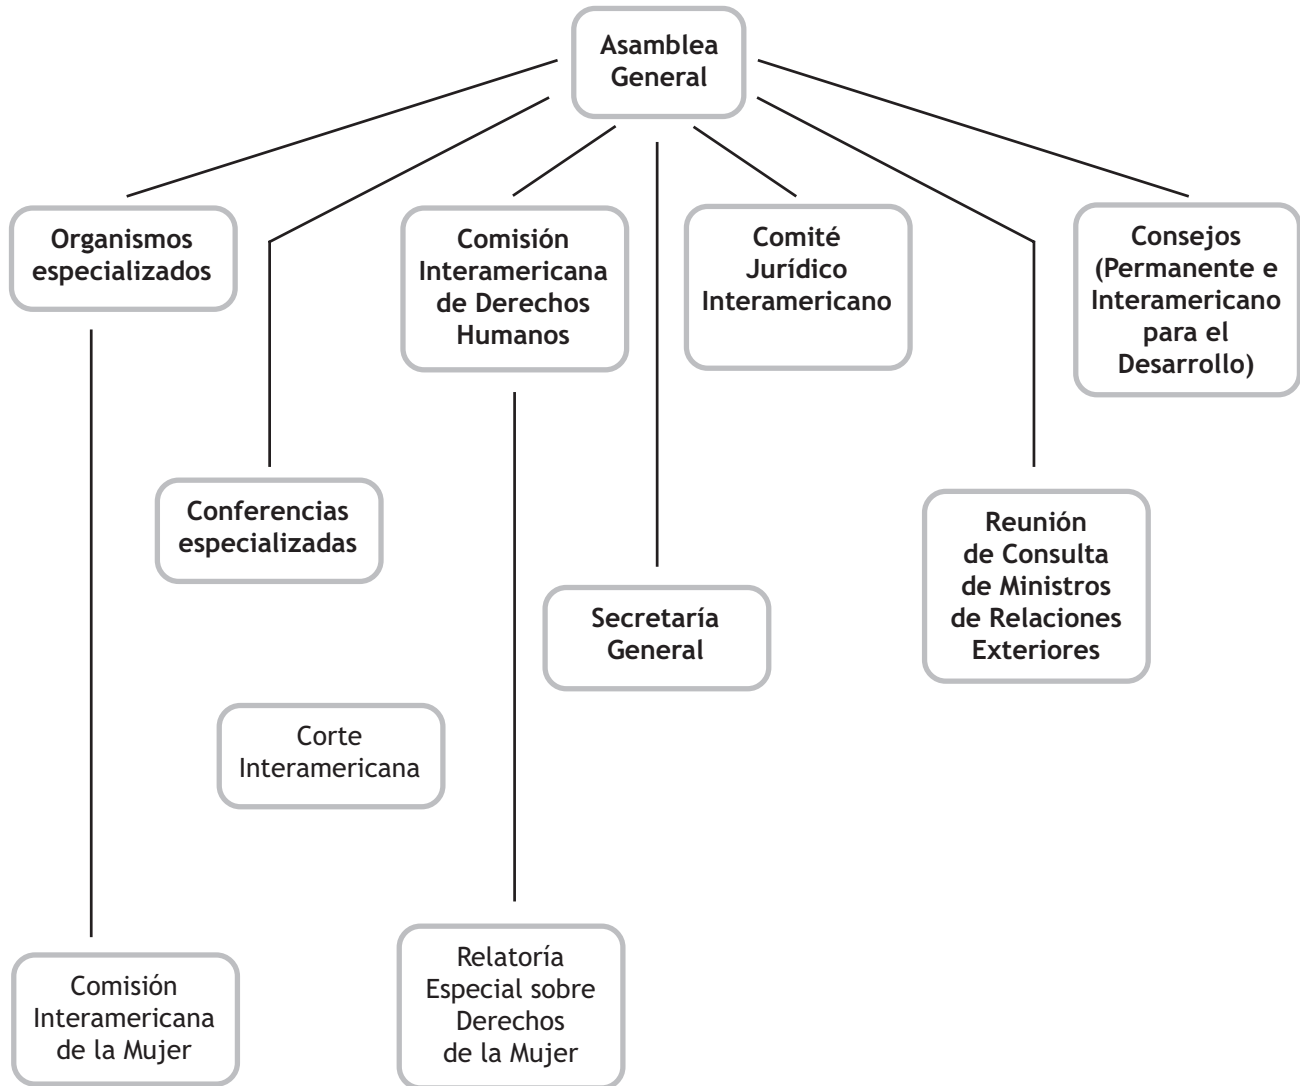 Asamblea
General
Organismos
especializados
Comisión
Interamericana
de Derechos
Humanos
Comité
Jurídico
Interamericano
Consejos
(Permanente e
Interamericano
para el
Desarrollo)
Conferencias
especializadas
Reunión
de Consulta
de Ministros
de Relaciones
Exteriores
Secretaría
General
Corte
Interamericana
Comisión
Interamericana
de la Mujer
Relatoría
Especial sobre
Derechos
de la Mujer